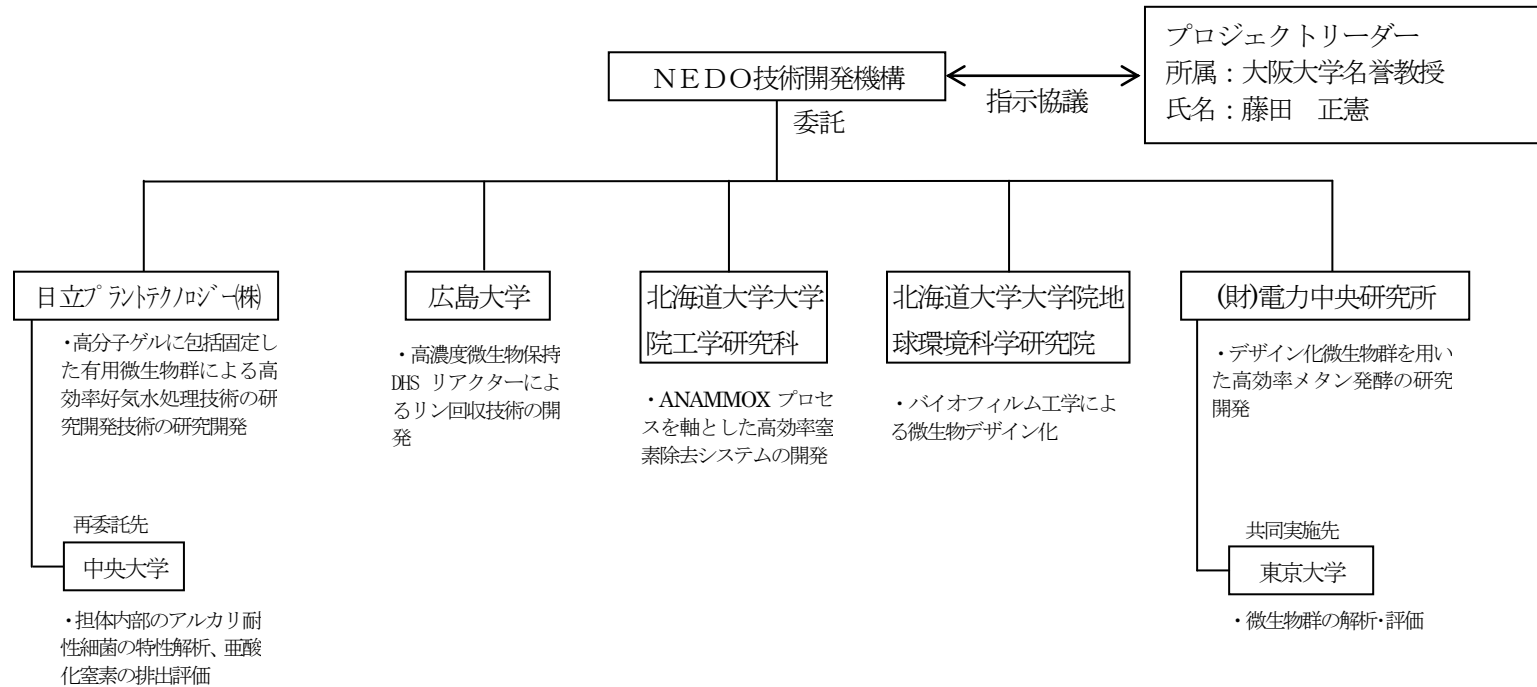 プロジェクトリーダー
所属：大阪大学名誉教授
氏名：藤田　正憲
ＮＥＤＯ技術開発機構
指示協議
委託
日立ﾌﾟﾗﾝﾄﾃｸﾉﾛｼﾞｰ㈱
・高分子ゲルに包括固定し
た有用微生物群による高
効率好気水処理技術の研
究開発技術の研究開発
再委託先
中央大学
・担体内部のアルカリ耐
性細菌の特性解析、亜酸
化窒素の排出評価
広島大学
・高濃度微生物保持
DHS リアクターによ
るリン回収技術の開
発
北海道大学大学
院工学研究科
・ANAMMOX プロセ
スを軸とした高効率窒
素除去システムの開発
北海道大学大学院地
球環境科学研究院
・バイオフィルム工学によ
る微生物デザイン化
(財)電力中央研究所
・デザイン化微生物群を用い
た高効率メタン発酵の研究
開発
共同実施先
東京大学
・微生物群の解析・評価